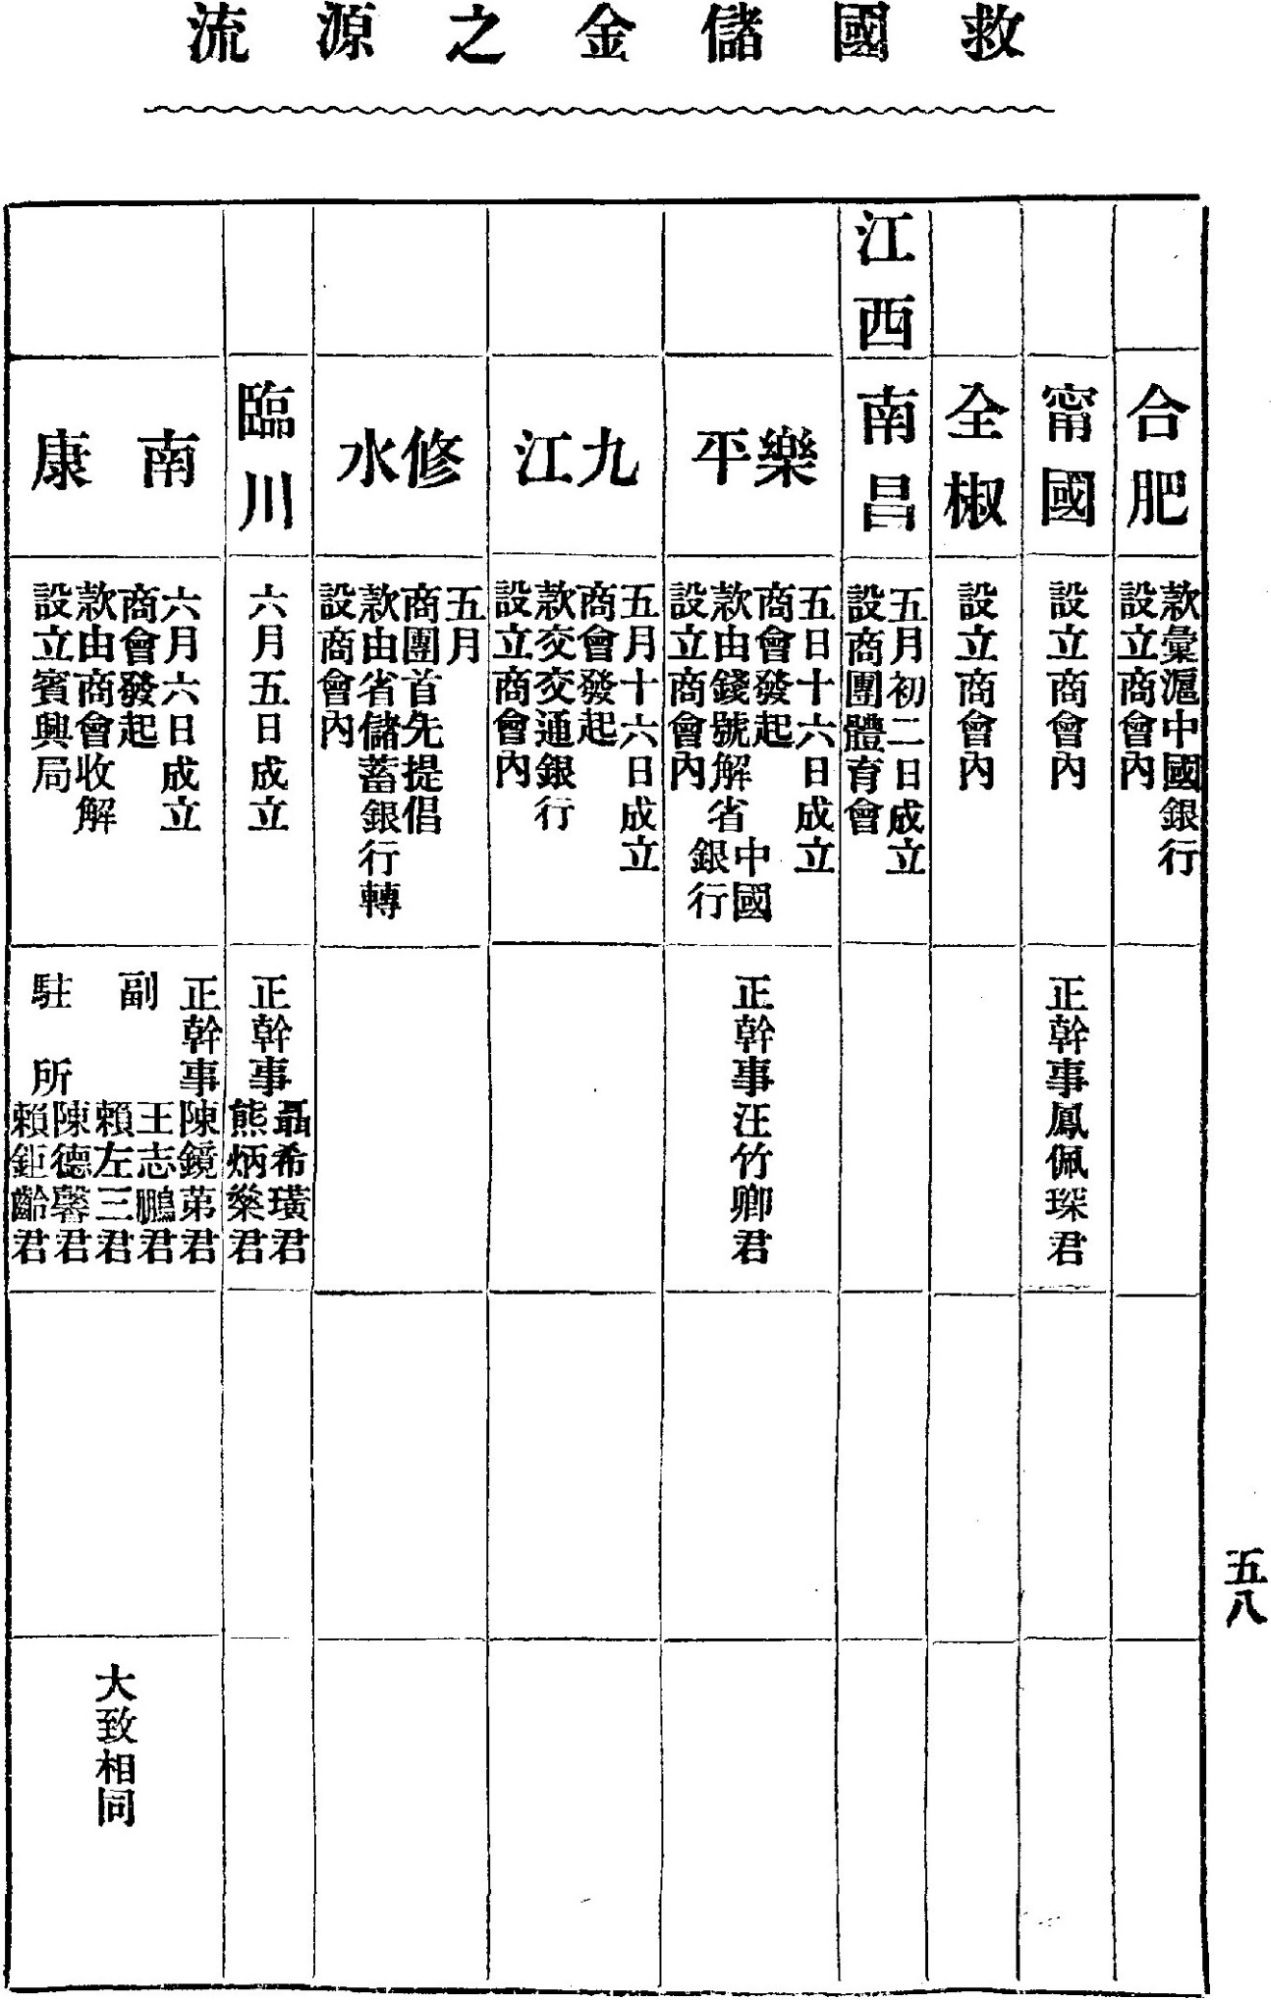 救國儲金之源流
合肥
款彙滬中國銀行
設立商會內
甯國
設立商會內
正幹事鳳佩琛君
全椒
設立商會內
江西
南昌
五月初二日成立
設商團體育會
樂平
五日十六日成立
商會發起
款由錢號解省中國銀行
設立商會內
正幹事汪竹卿君
九江
五月十六日成立
商會發起
款交交通銀行
設立商會內
修水
五月
商團首先提倡
款由省儲蓄銀行轉
設商會內
臨川
六月五日成立
正幹事聶希璜君
熊炳燊君
南康
六月六日成立
商會發起
款由商會收解
設立賓興局
正幹事陳鏡第君
副王志鵬君
賴左三君
駐所陳德馨君
賴鉅齡君
大致相同
五八